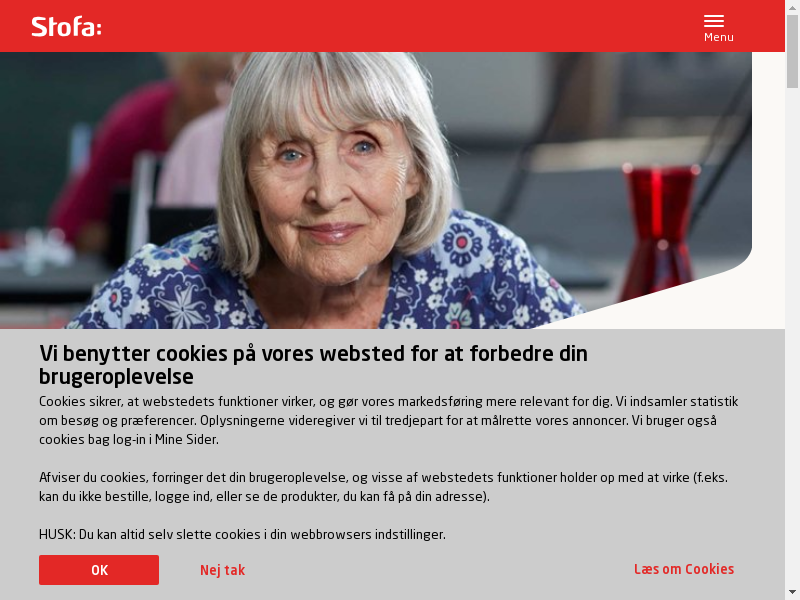 Stofa:
Menu
Vi benytter cookies på vores websted for at forbedre din
brugeroplevelse
Cookies sikrer, at webstedets funktioner virker, og gør vores markedsføring mere relevant for dig. Vi indsamler statistik
om besøg og præferencer. Oplysningerne videregiver vi til tredjepart for at målrette vores annoncer. Vi bruger også
cookies bag log-in i Mine Sider.
Afviser du cookies, forringer det din brugeroplevelse, og visse af webstedets funktioner holder op med at virke (f.eks.
kan du ikke bestille, logge ind, eller se de produkter, du kan få på din adresse).
HUSK: Du kan altid selv slette cookies i din webbrowsers indstillinger.
OK
Nej tak
Læs om Cookies